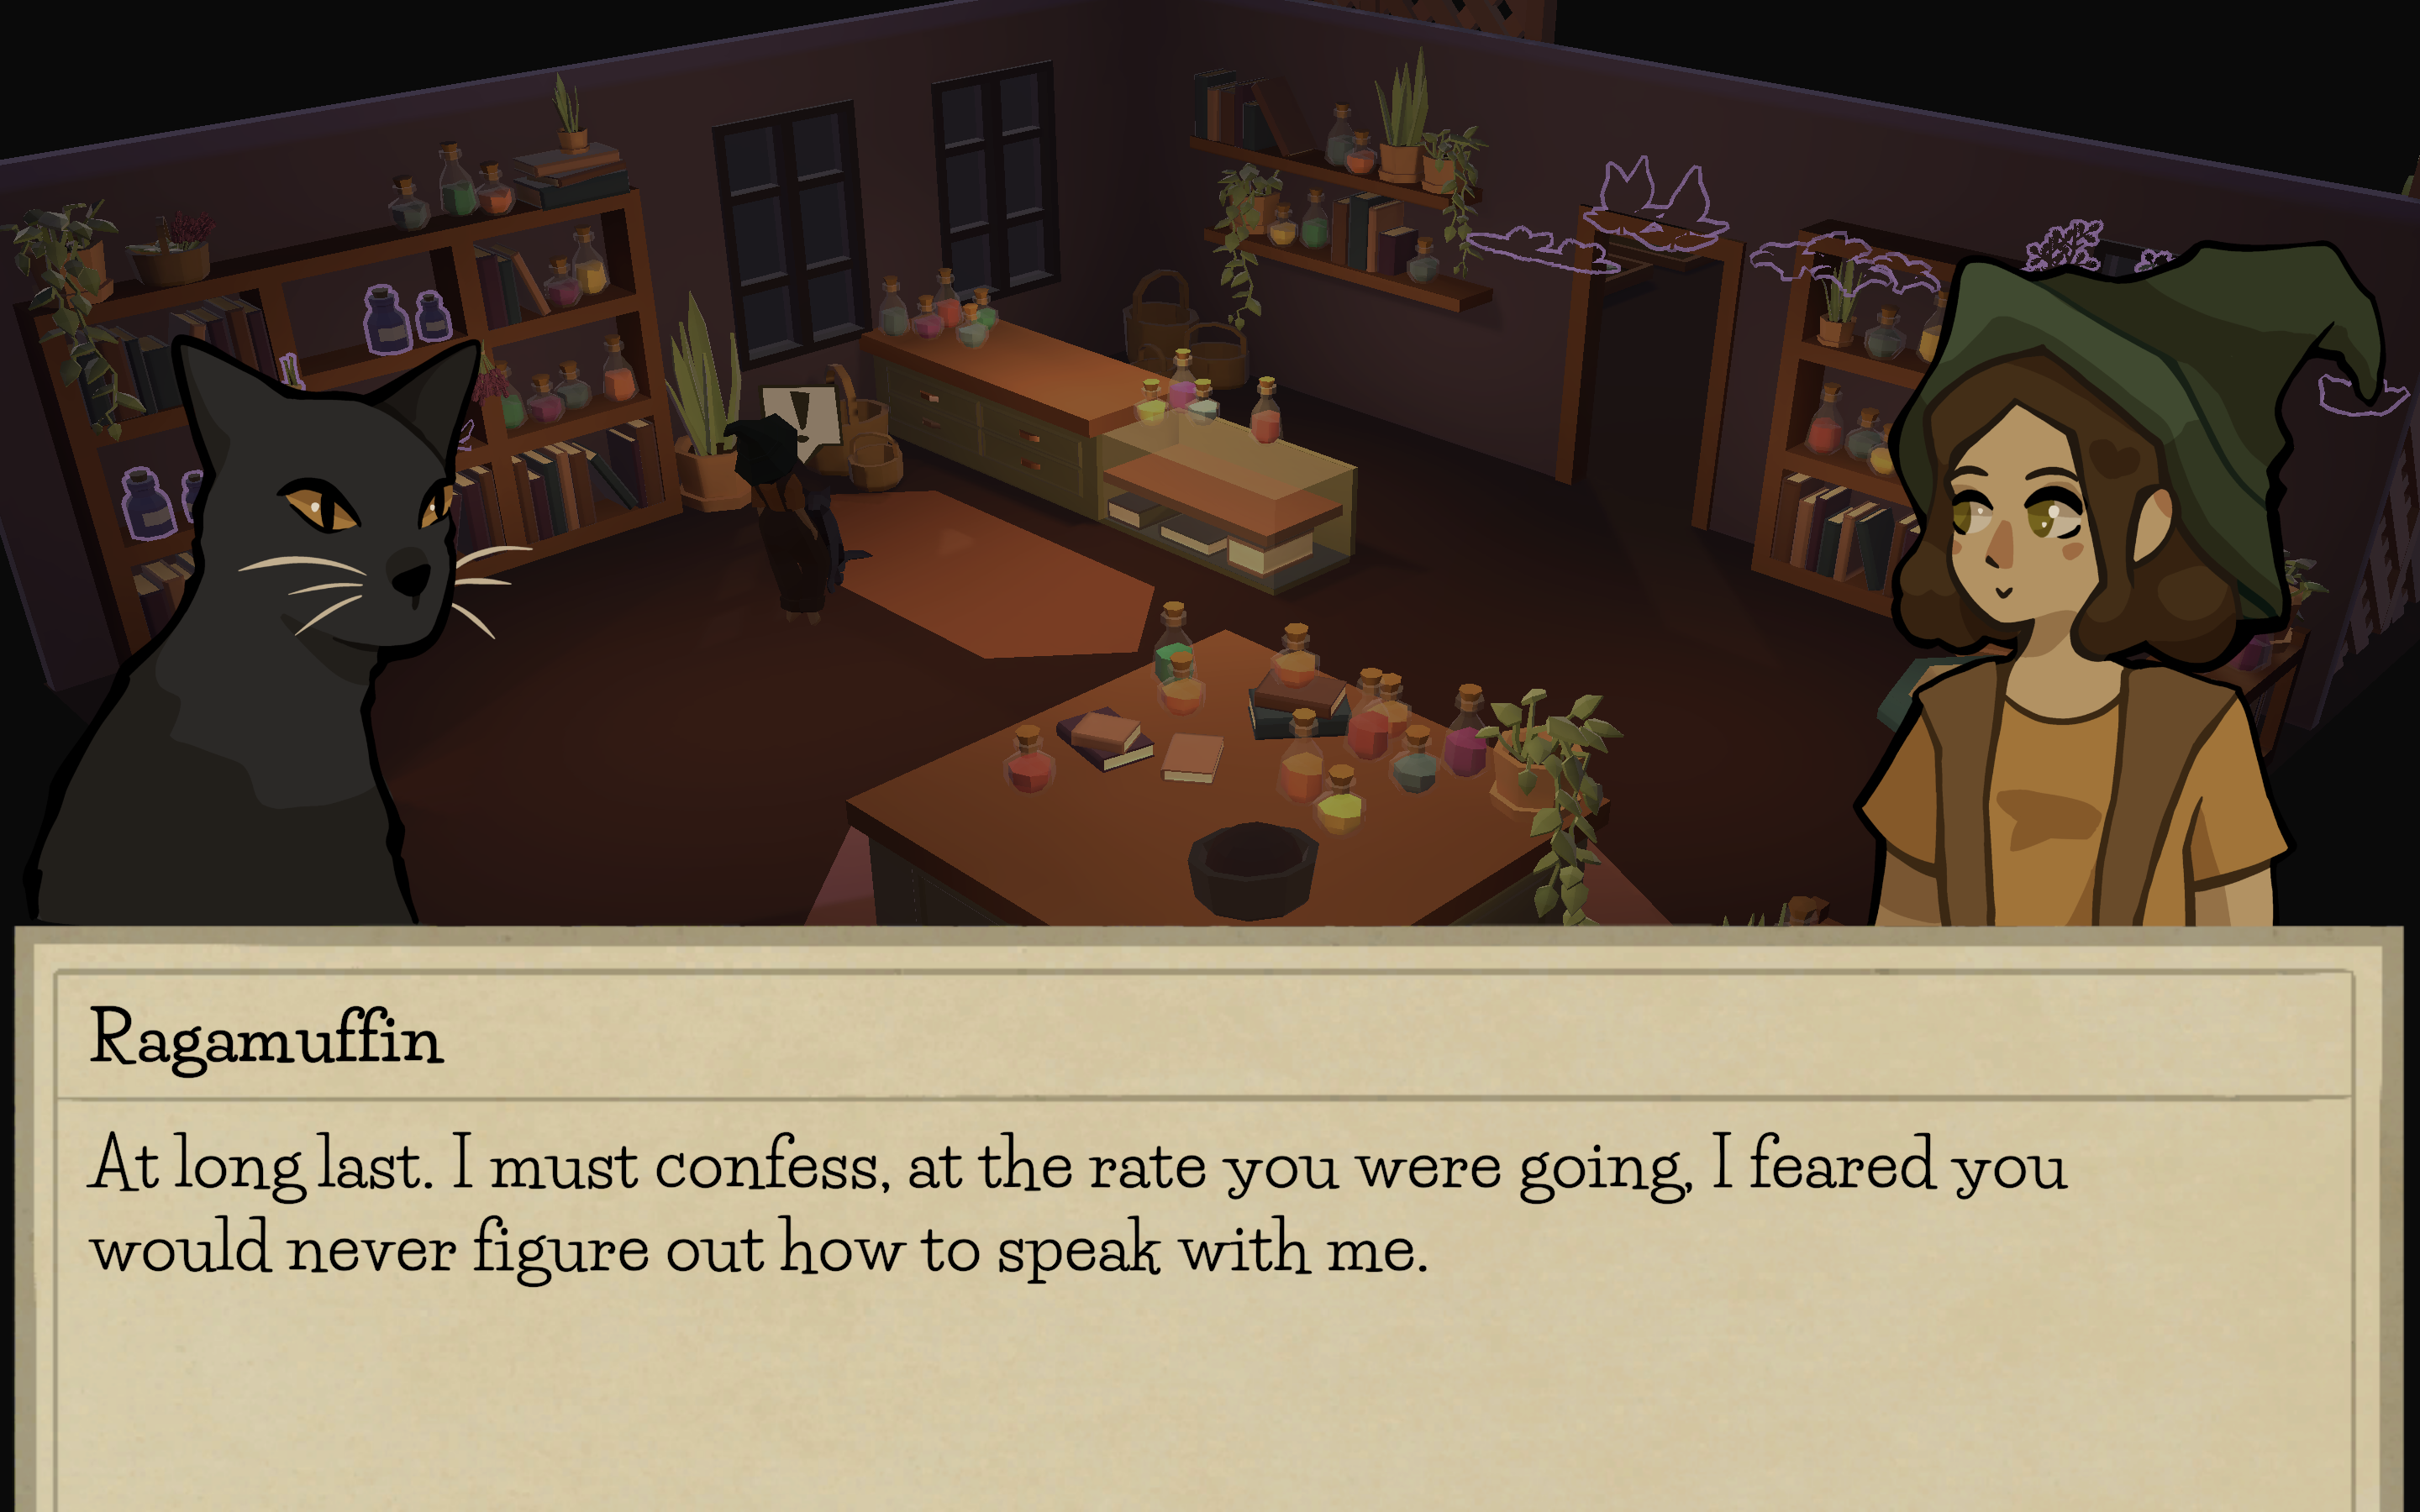 Ragamuffin
At long last. I must confess, at the rate you were going, I feared you
would never figure out how to speak with me.